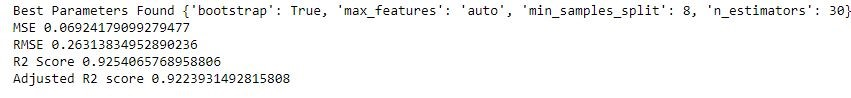 Best Parameters Found {'bootstrap': True, 'max_features': 'auto', 'min_samples_split': 8, 'n_estimators': 30}
MSE 0.06924179099279477
RMSE 0.26313834952890236
R2 Score 0.9254065768958806
Adjusted R2 score 0.9223931492815808